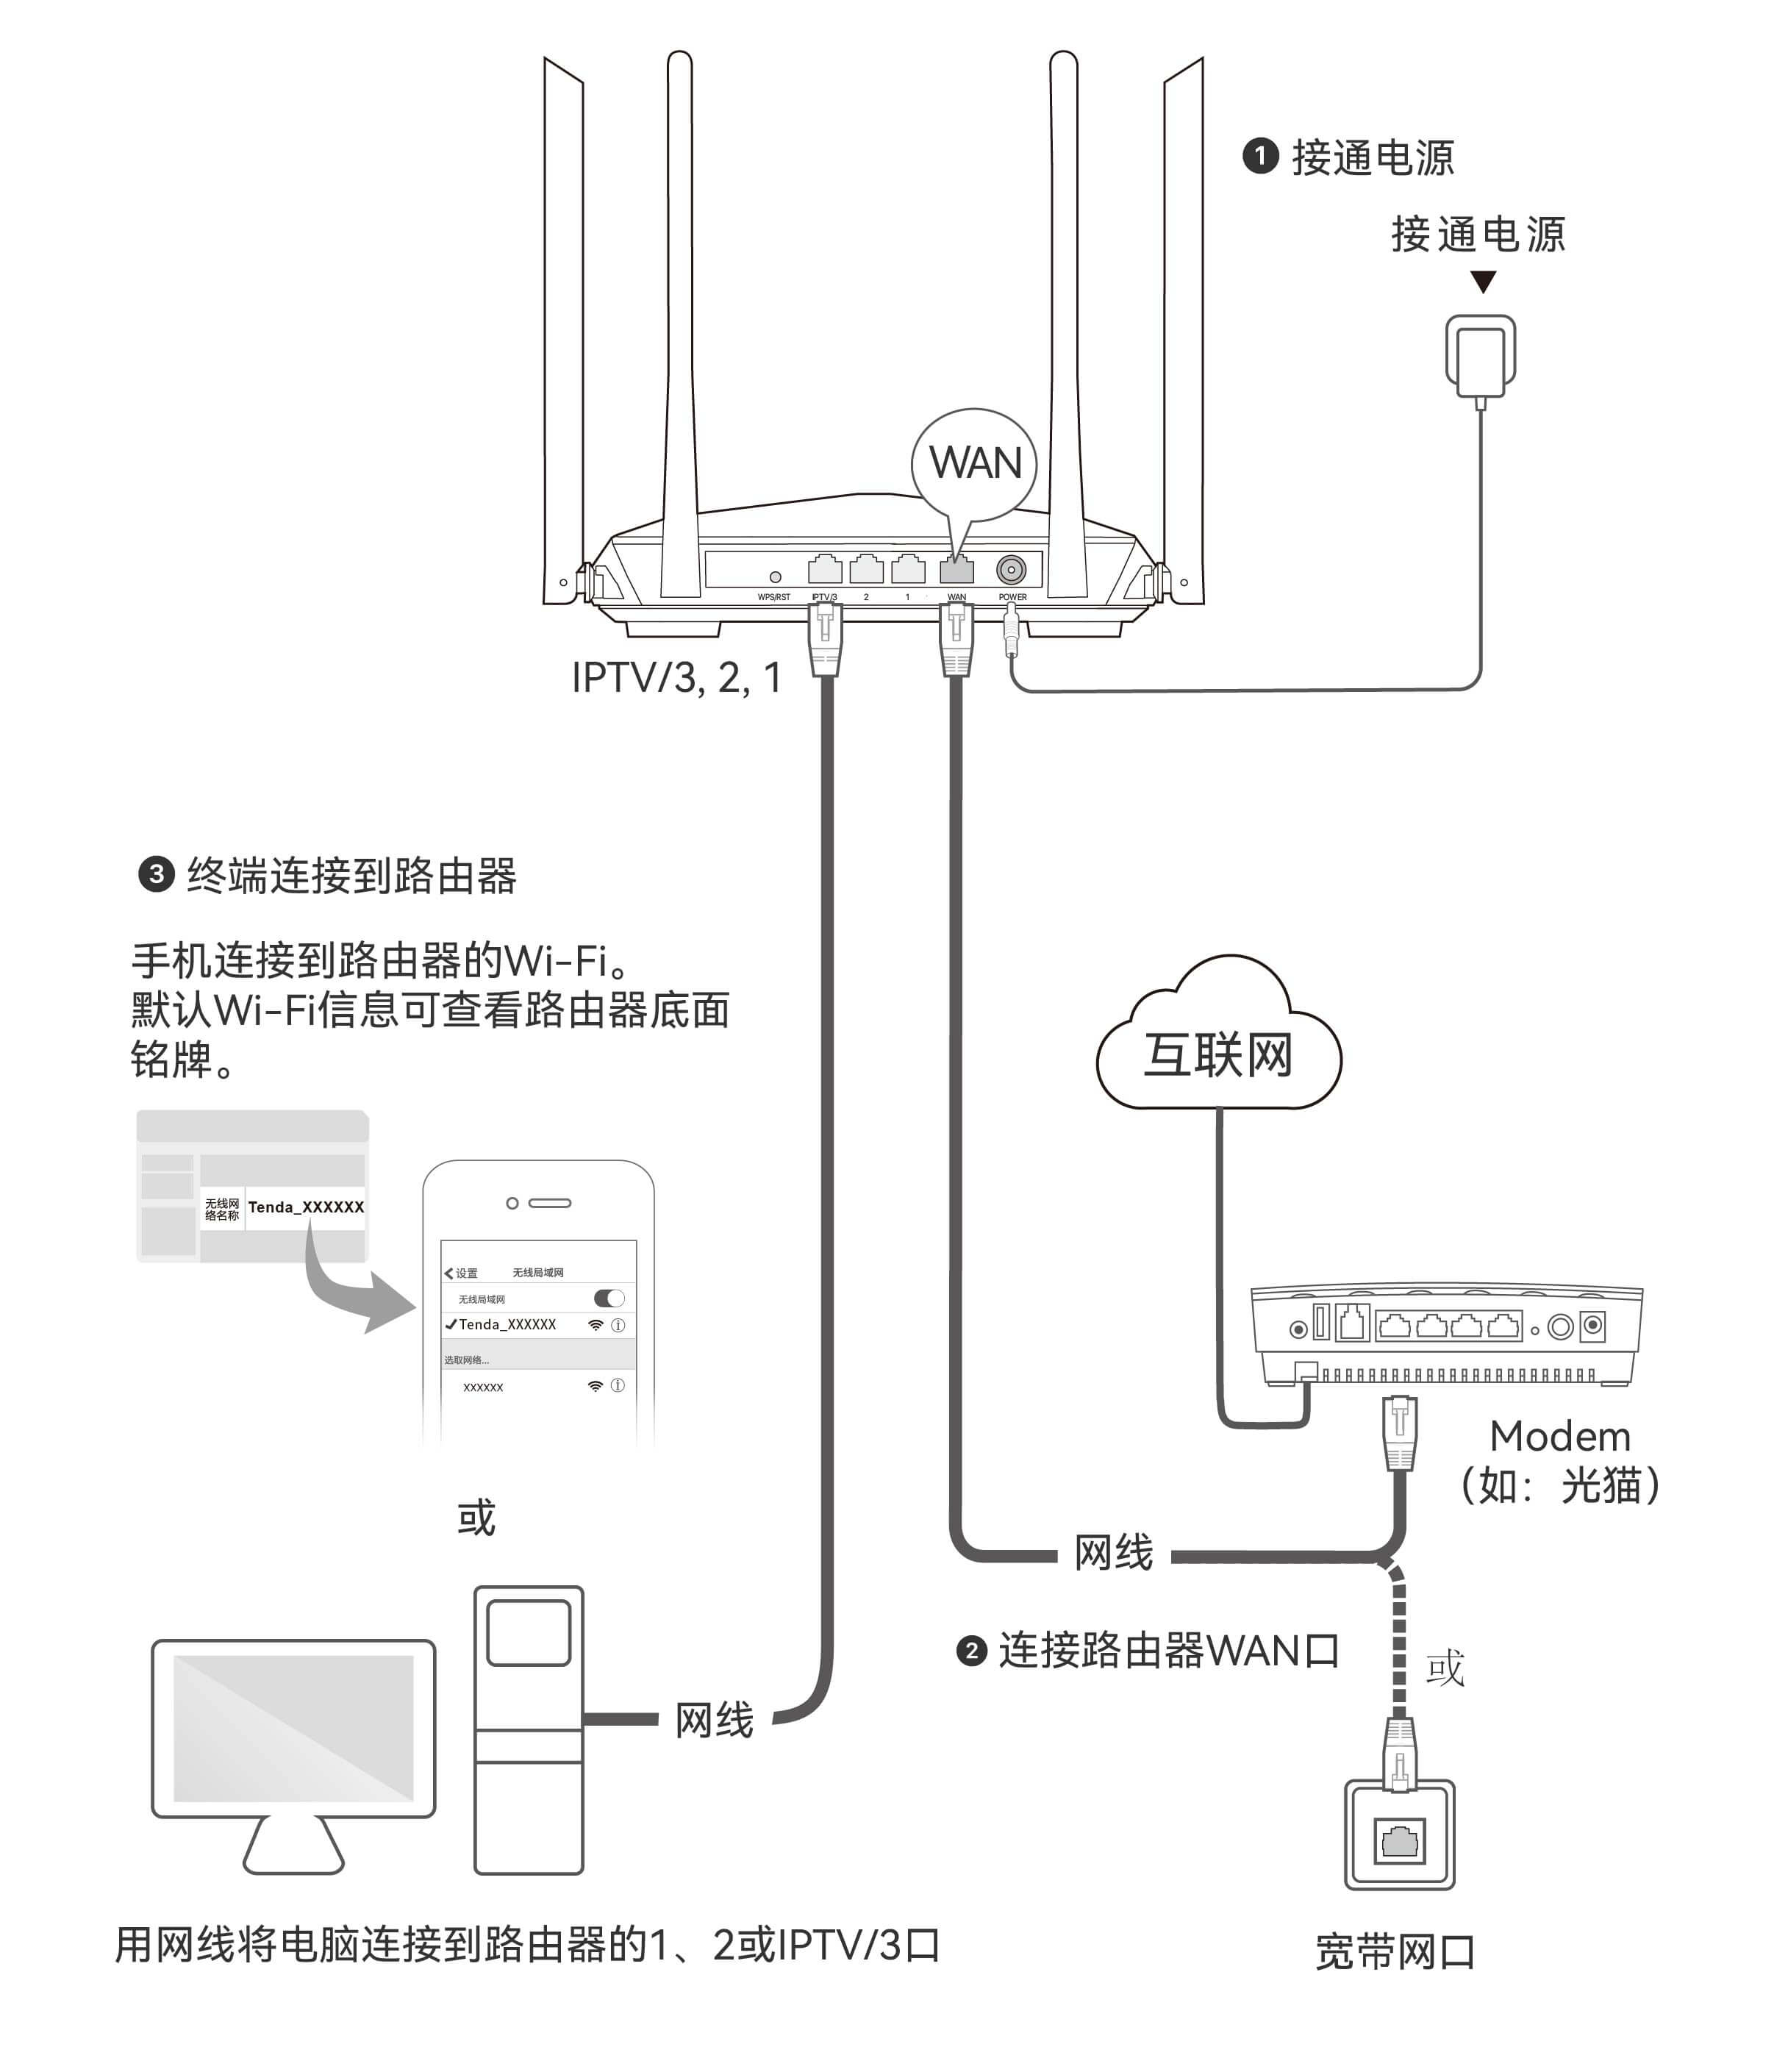 ❶ 接通电源
接通电源
WAN
WPS/RST IPTV/3 2 1 WAN POWER
IPTV/3, 2, 1
❸ 终端连接到路由器
手机连接到路由器的Wi-Fi。
默认Wi-Fi信息可查看路由器底面
铭牌。
无线网
络名称
Tenda_XXXXXX
设置 无线局域网
无线局域网
Tenda_XXXXXX
选取网络...
XXXXXX
或
互联网
Modem
（如：光猫）
网线
❷ 连接路由器WAN口
或
网线
用网线将电脑连接到路由器的1、2或IPTV/3口
宽带网口